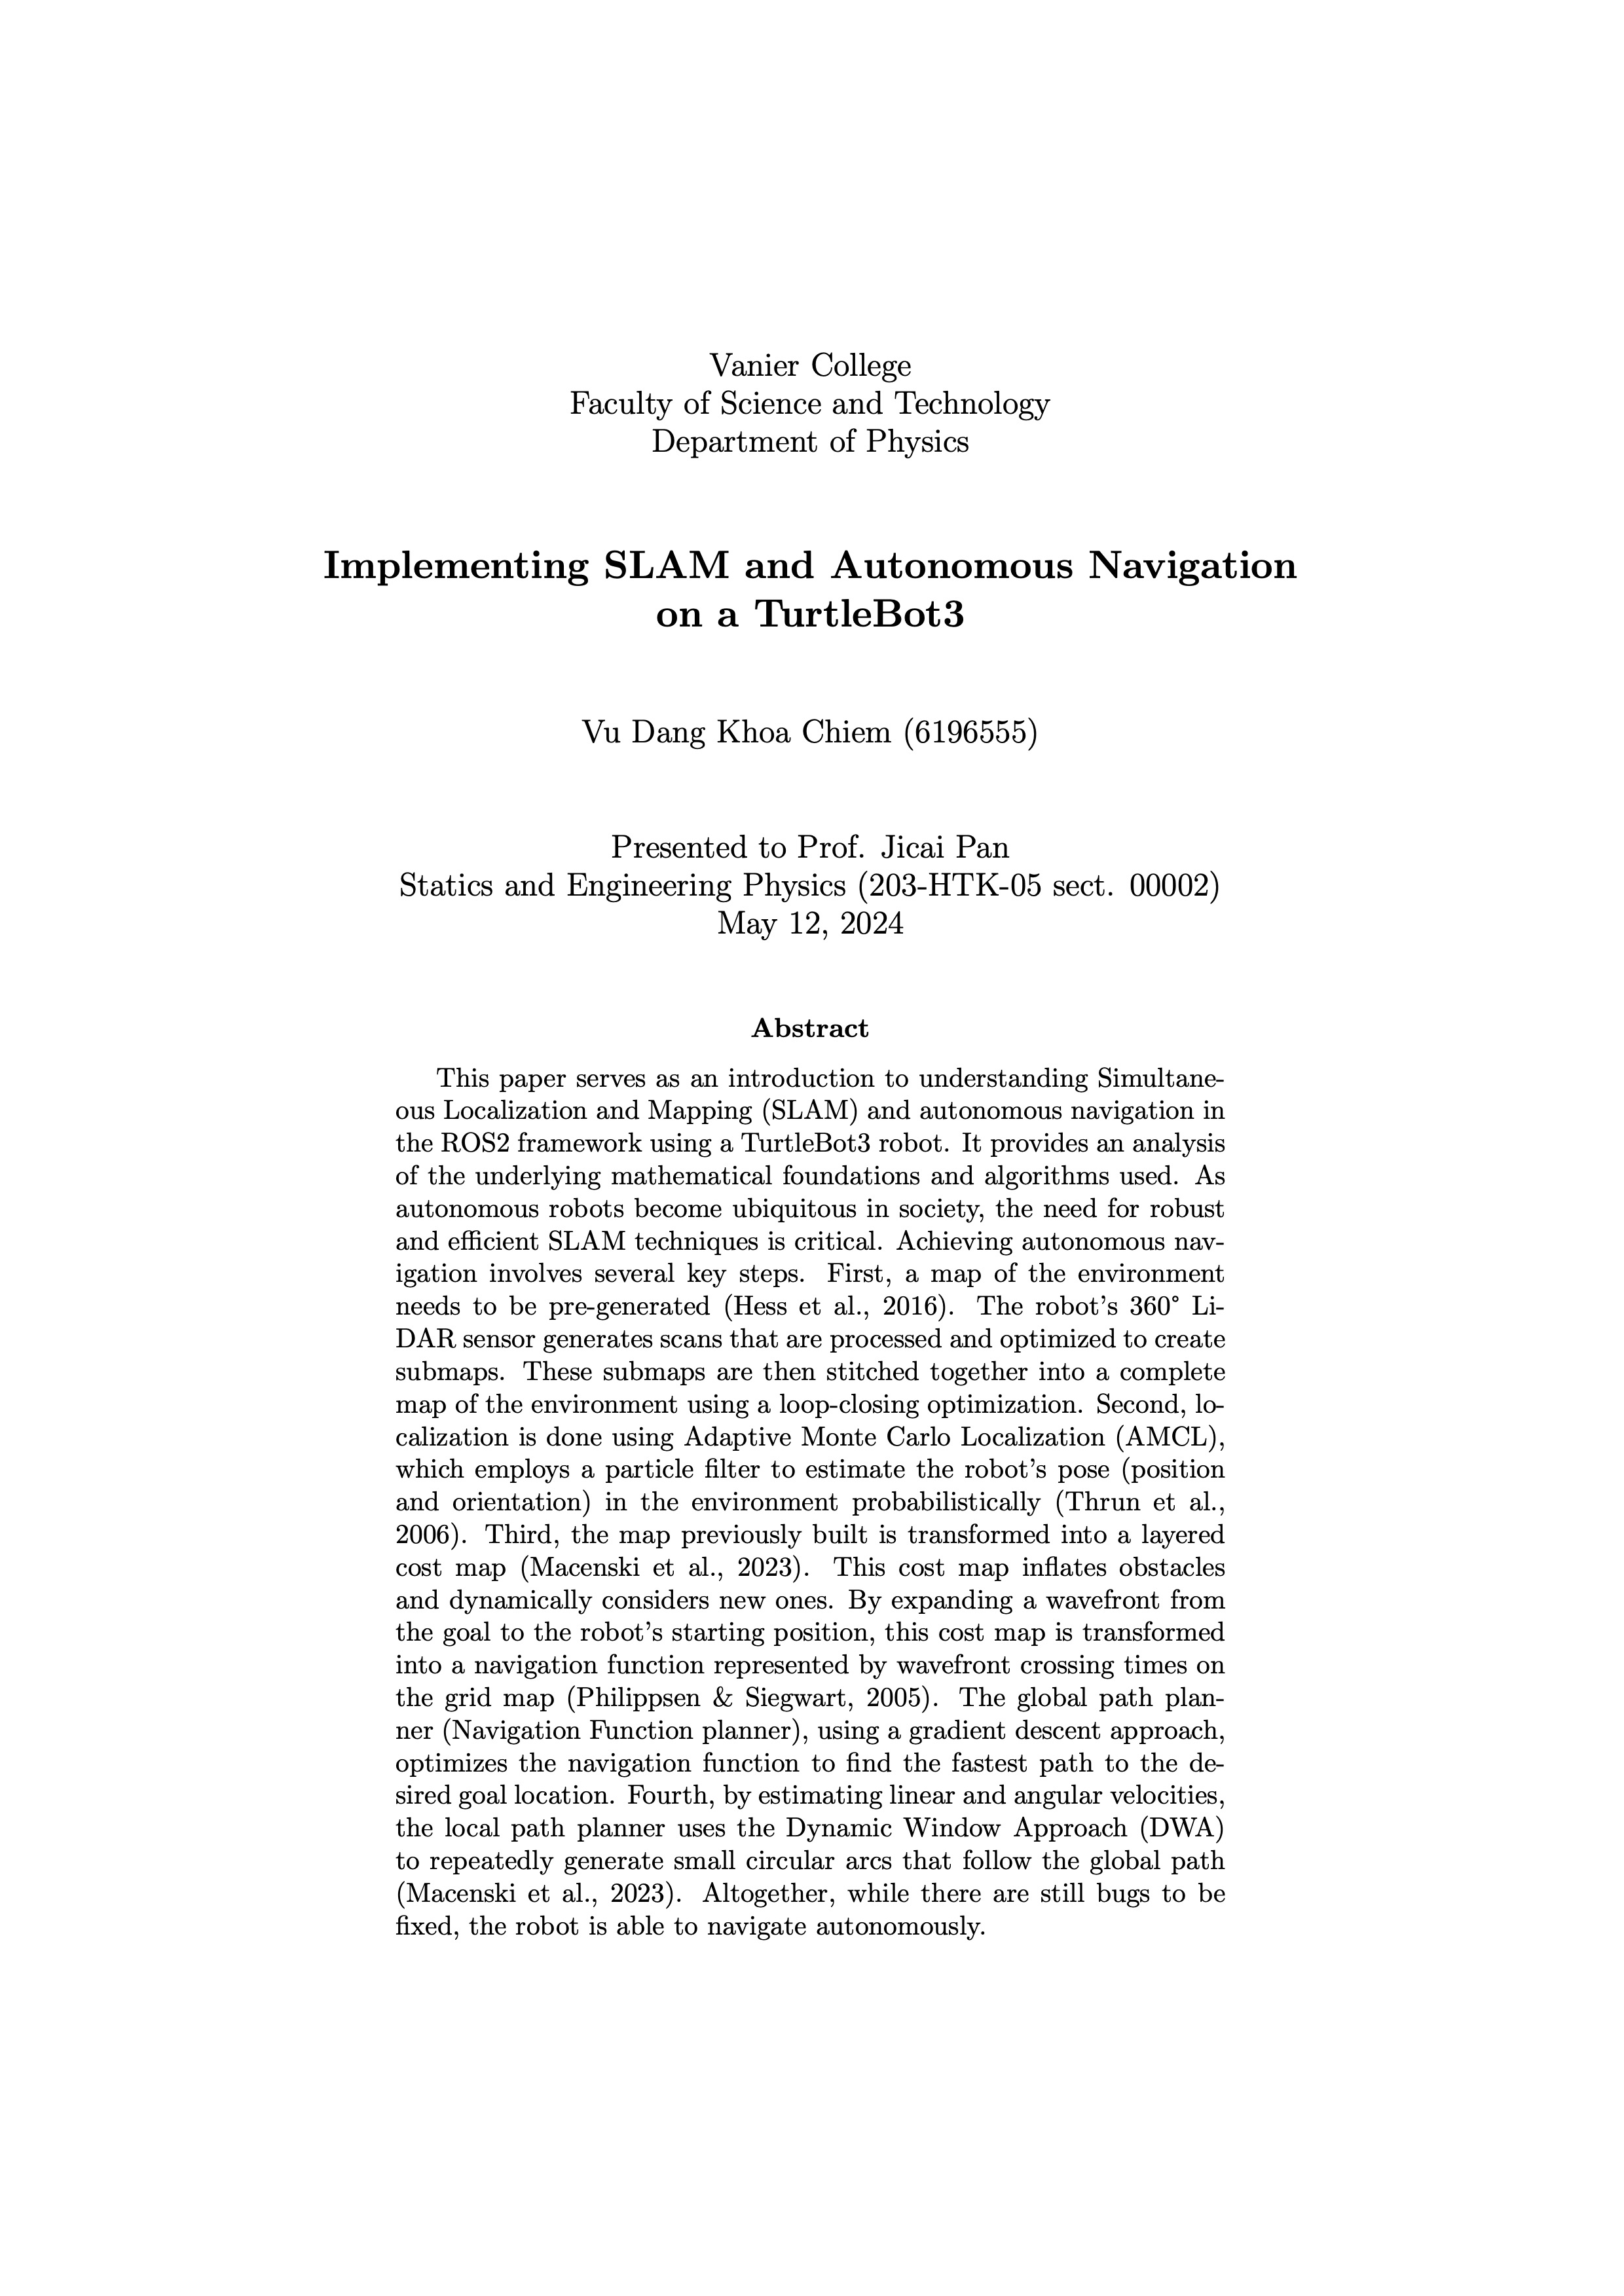 Vanier College
Faculty of Science and Technology
Department of Physics
Implementing SLAM and Autonomous Navigation
on a TurtleBot3
Vu Dang Khoa Chiem (6196555)
Presented to Prof. Jicai Pan
Statics and Engineering Physics (203-HTK-05 sect. 00002)
May 12, 2024
Abstract
This paper serves as an introduction to understanding Simultane-
ous Localization and Mapping (SLAM) and autonomous navigation in
the ROS2 framework using a TurtleBot3 robot. It provides an analysis
of the underlying mathematical foundations and algorithms used. As
autonomous robots become ubiquitous in society, the need for robust
and efficient SLAM techniques is critical. Achieving autonomous nav-
igation involves several key steps. First, a map of the environment
needs to be pre-generated (Hess et al., 2016). The robot's 360° Li-
DAR sensor generates scans that are processed and optimized to create
submaps. These submaps are then stitched together into a complete
map of the environment using a loop-closing optimization. Second, lo-
calization is done using Adaptive Monte Carlo Localization (AMCL),
which employs a particle filter to estimate the robot's pose (position
and orientation) in the environment probabilistically (Thrun et al.,
2006). Third, the map previously built is transformed into a layered
cost map (Macenski et al., 2023). This cost map inflates obstacles
and dynamically considers new ones. By expanding a wavefront from
the goal to the robot's starting position, this cost map is transformed
into a navigation function represented by wavefront crossing times on
the grid map (Philippsen & Siegwart, 2005). The global path plan-
ner (Navigation Function planner), using a gradient descent approach,
optimizes the navigation function to find the fastest path to the de-
sired goal location. Fourth, by estimating linear and angular velocities,
the local path planner uses the Dynamic Window Approach (DWA)
to repeatedly generate small circular arcs that follow the global path
(Macenski et al., 2023). Altogether, while there are still bugs to be
fixed, the robot is able to navigate autonomously.